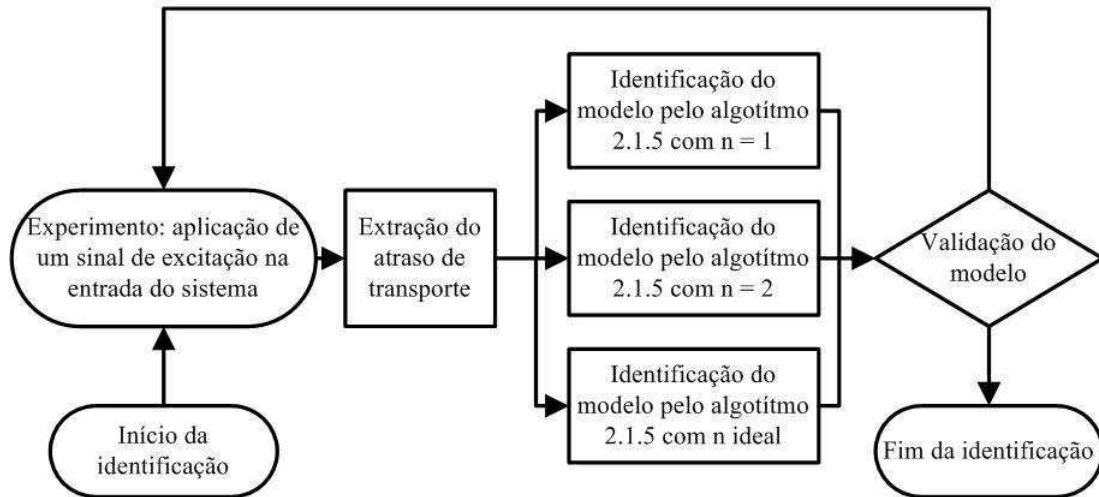 Identificação do
modelo pelo algotítmo
2.1.5 com n = 1
Experimento: aplicação de
um sinal de excitação na
entrada do sistema
Extração do
atraso de
transporte
Identificação do
modelo pelo algotítmo
2.1.5 com n = 2
Validação do
modelo
Identificação do
modelo pelo algotítmo
2.1.5 com n ideal
Início da
identificação
Fim da identificação